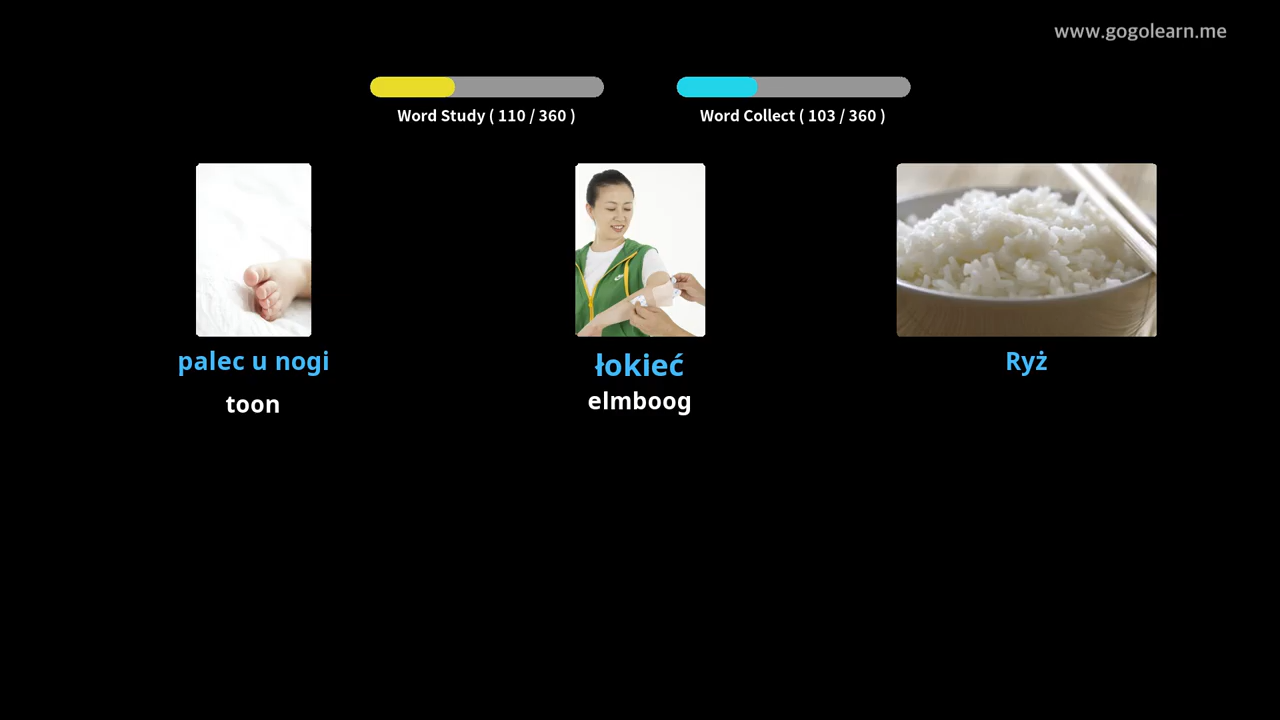 www.gogolearn.me
Word Study ( 110 / 360 )
Word Collect ( 103 / 360 )
palec u nogi
łokieć
Ryż
toon
elmboog